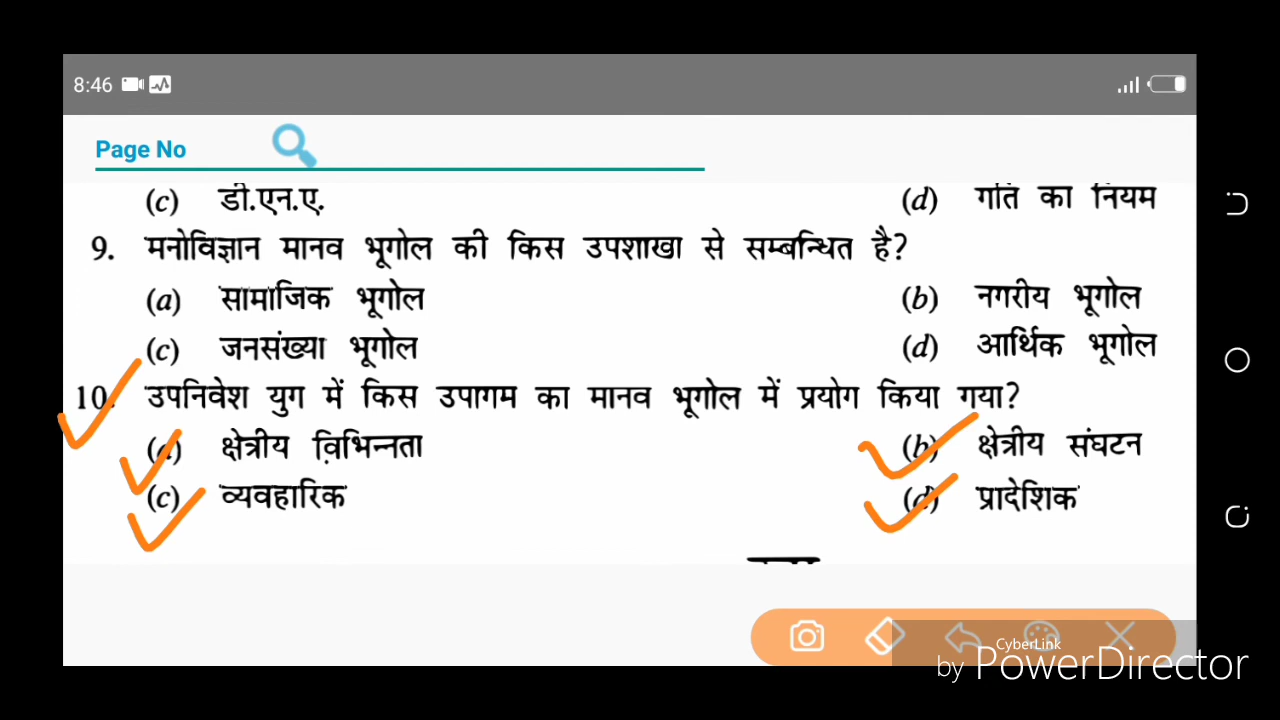 8:46
Page No
(c) डी.एन.ए. (d) गति का नियम
9. मनोविज्ञान मानव भूगोल की किस उपशाखा से सम्बन्धित है?
(a) सामाजिक भूगोल (b) नगरीय भूगोल
(c) जनसंख्या भूगोल (d) आर्थिक भूगोल
10. उपनिवेश युग में किस उपागम का मानव भूगोल में प्रयोग किया गया?
(a) क्षेत्रीय विभिन्नता (b) क्षेत्रीय संघटन
(c) व्यवहारिक (d) प्रादेशिक
CyberLink
by PowerDirector